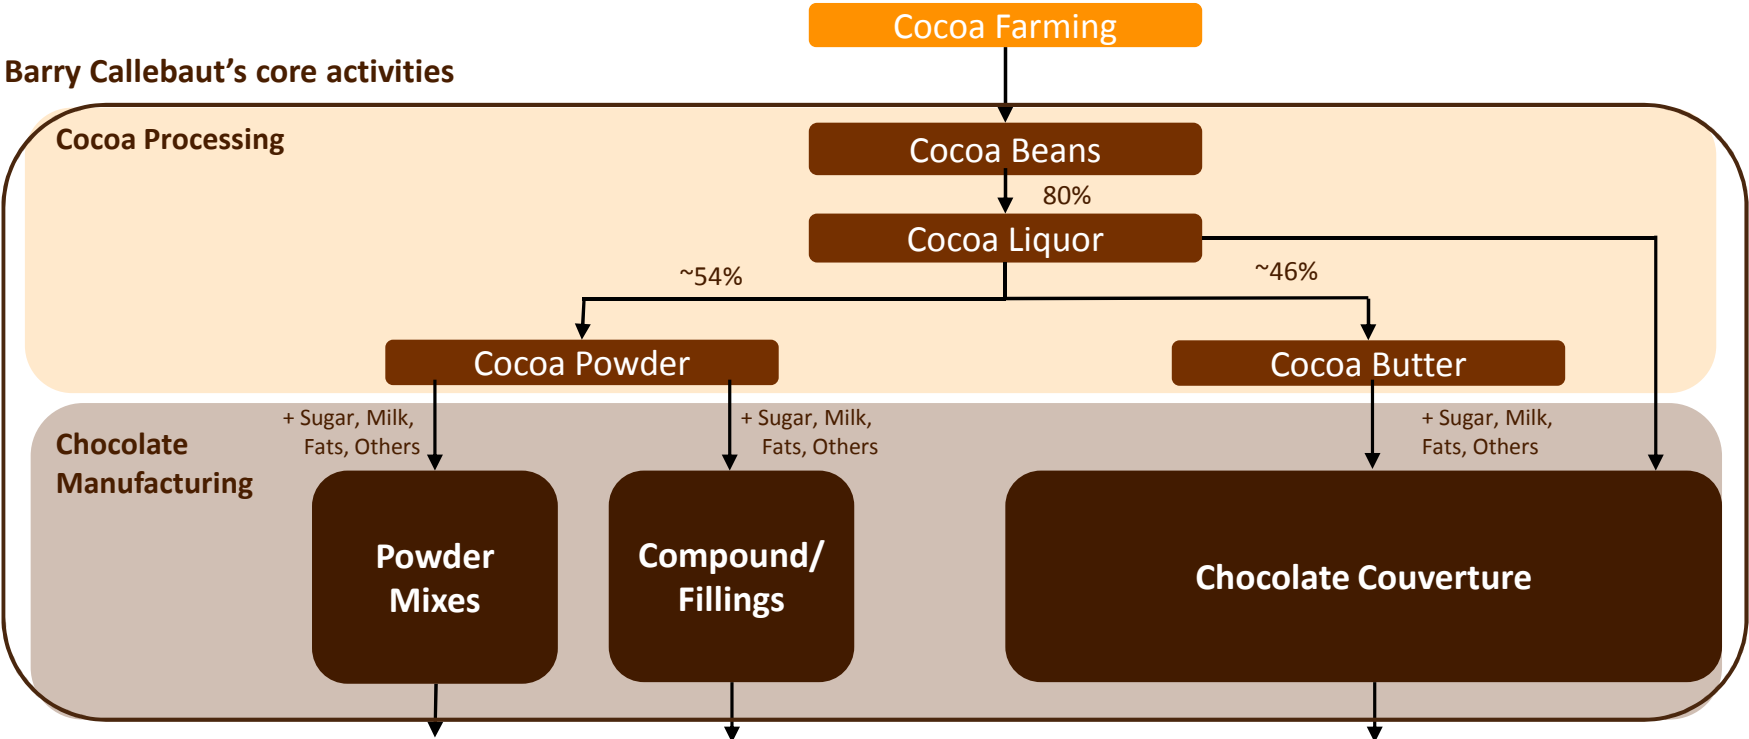 Cocoa Farming
Barry Callebaut’s core activities
Cocoa Processing
Cocoa Beans
80%
Cocoa Liquor
~54%
~46%
Cocoa Powder
Cocoa Butter
+ Sugar, Milk,
Fats, Others
+ Sugar, Milk,
Fats, Others
+ Sugar, Milk,
Fats, Others
Chocolate
Manufacturing
Powder
Mixes
Compound/
Fillings
Chocolate Couverture